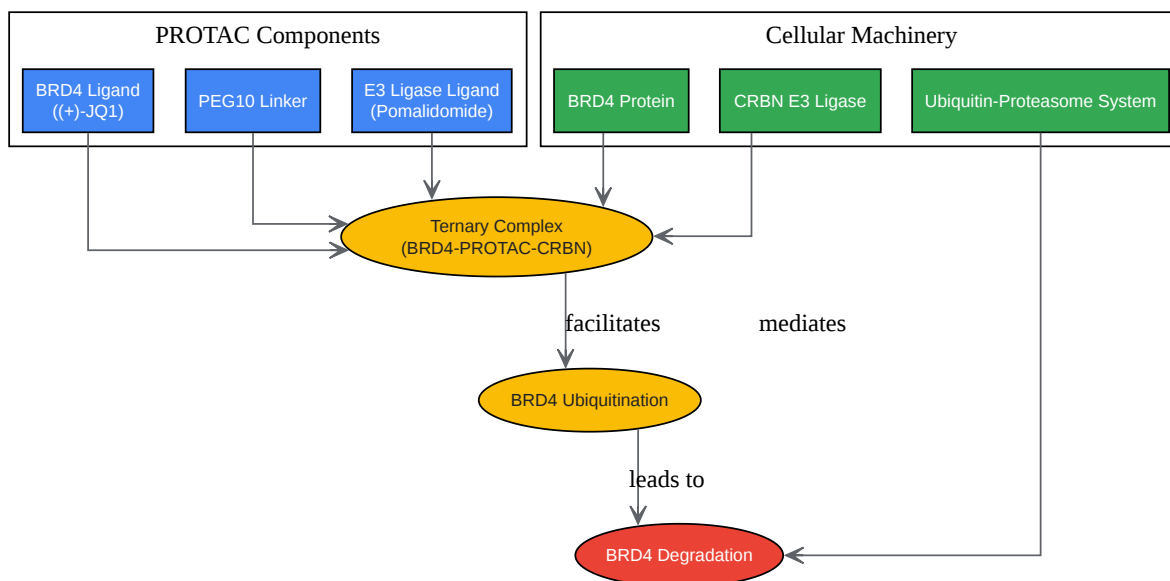 PROTAC Components
Cellular Machinery
BRD4 Ligand
((+)-JQ1)
PEG10 Linker
E3 Ligase Ligand
(Pomalidomide)
BRD4 Protein
CRBN E3 Ligase
Ubiquitin-Proteasome System
Ternary Complex
(BRD4-PROTAC-CRBN)
facilitates
mediates
BRD4 Ubiquitination
leads to
BRD4 Degradation